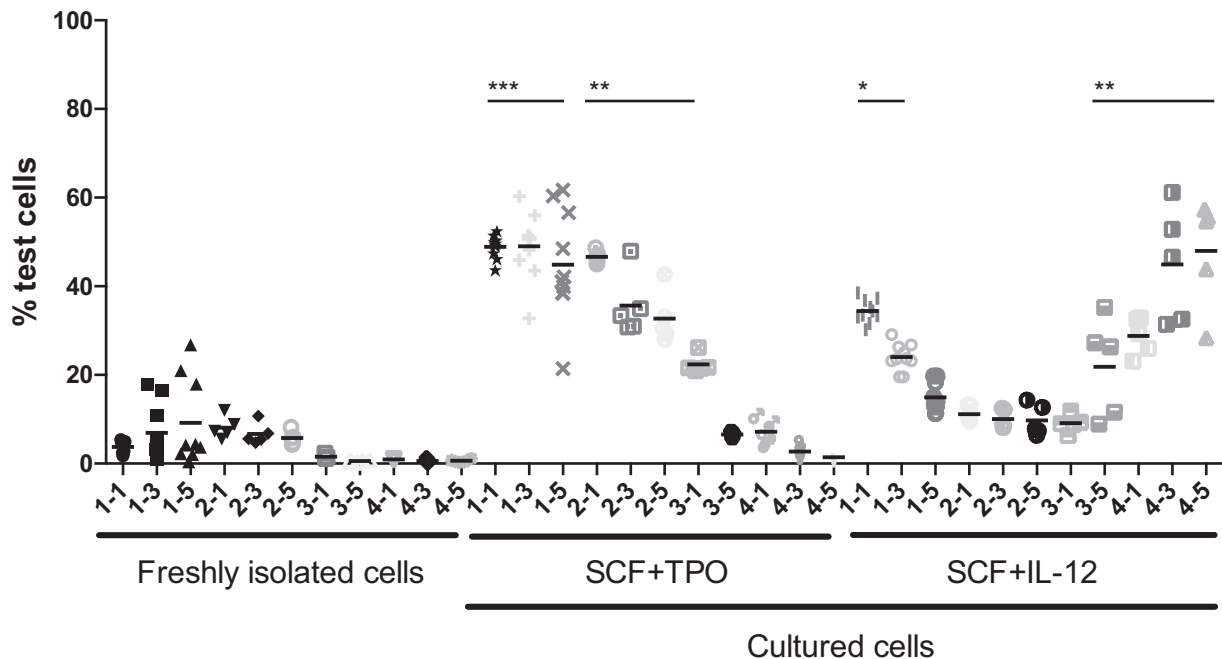 % test cells
100
80
60
40
20
0
*** ** * **
1-1 1-3 1-5 2-1 2-3 2-5 3-1 3-5 4-1 4-3 4-5 1-1 1-3 1-5 2-1 2-3 2-5 3-1 3-5 4-1 4-3 4-5 1-1 1-3 1-5 2-1 2-3 2-5 3-1 3-5 4-1 4-3 4-5
Freshly isolated cells SCF+TPO SCF+IL-12
Cultured cells